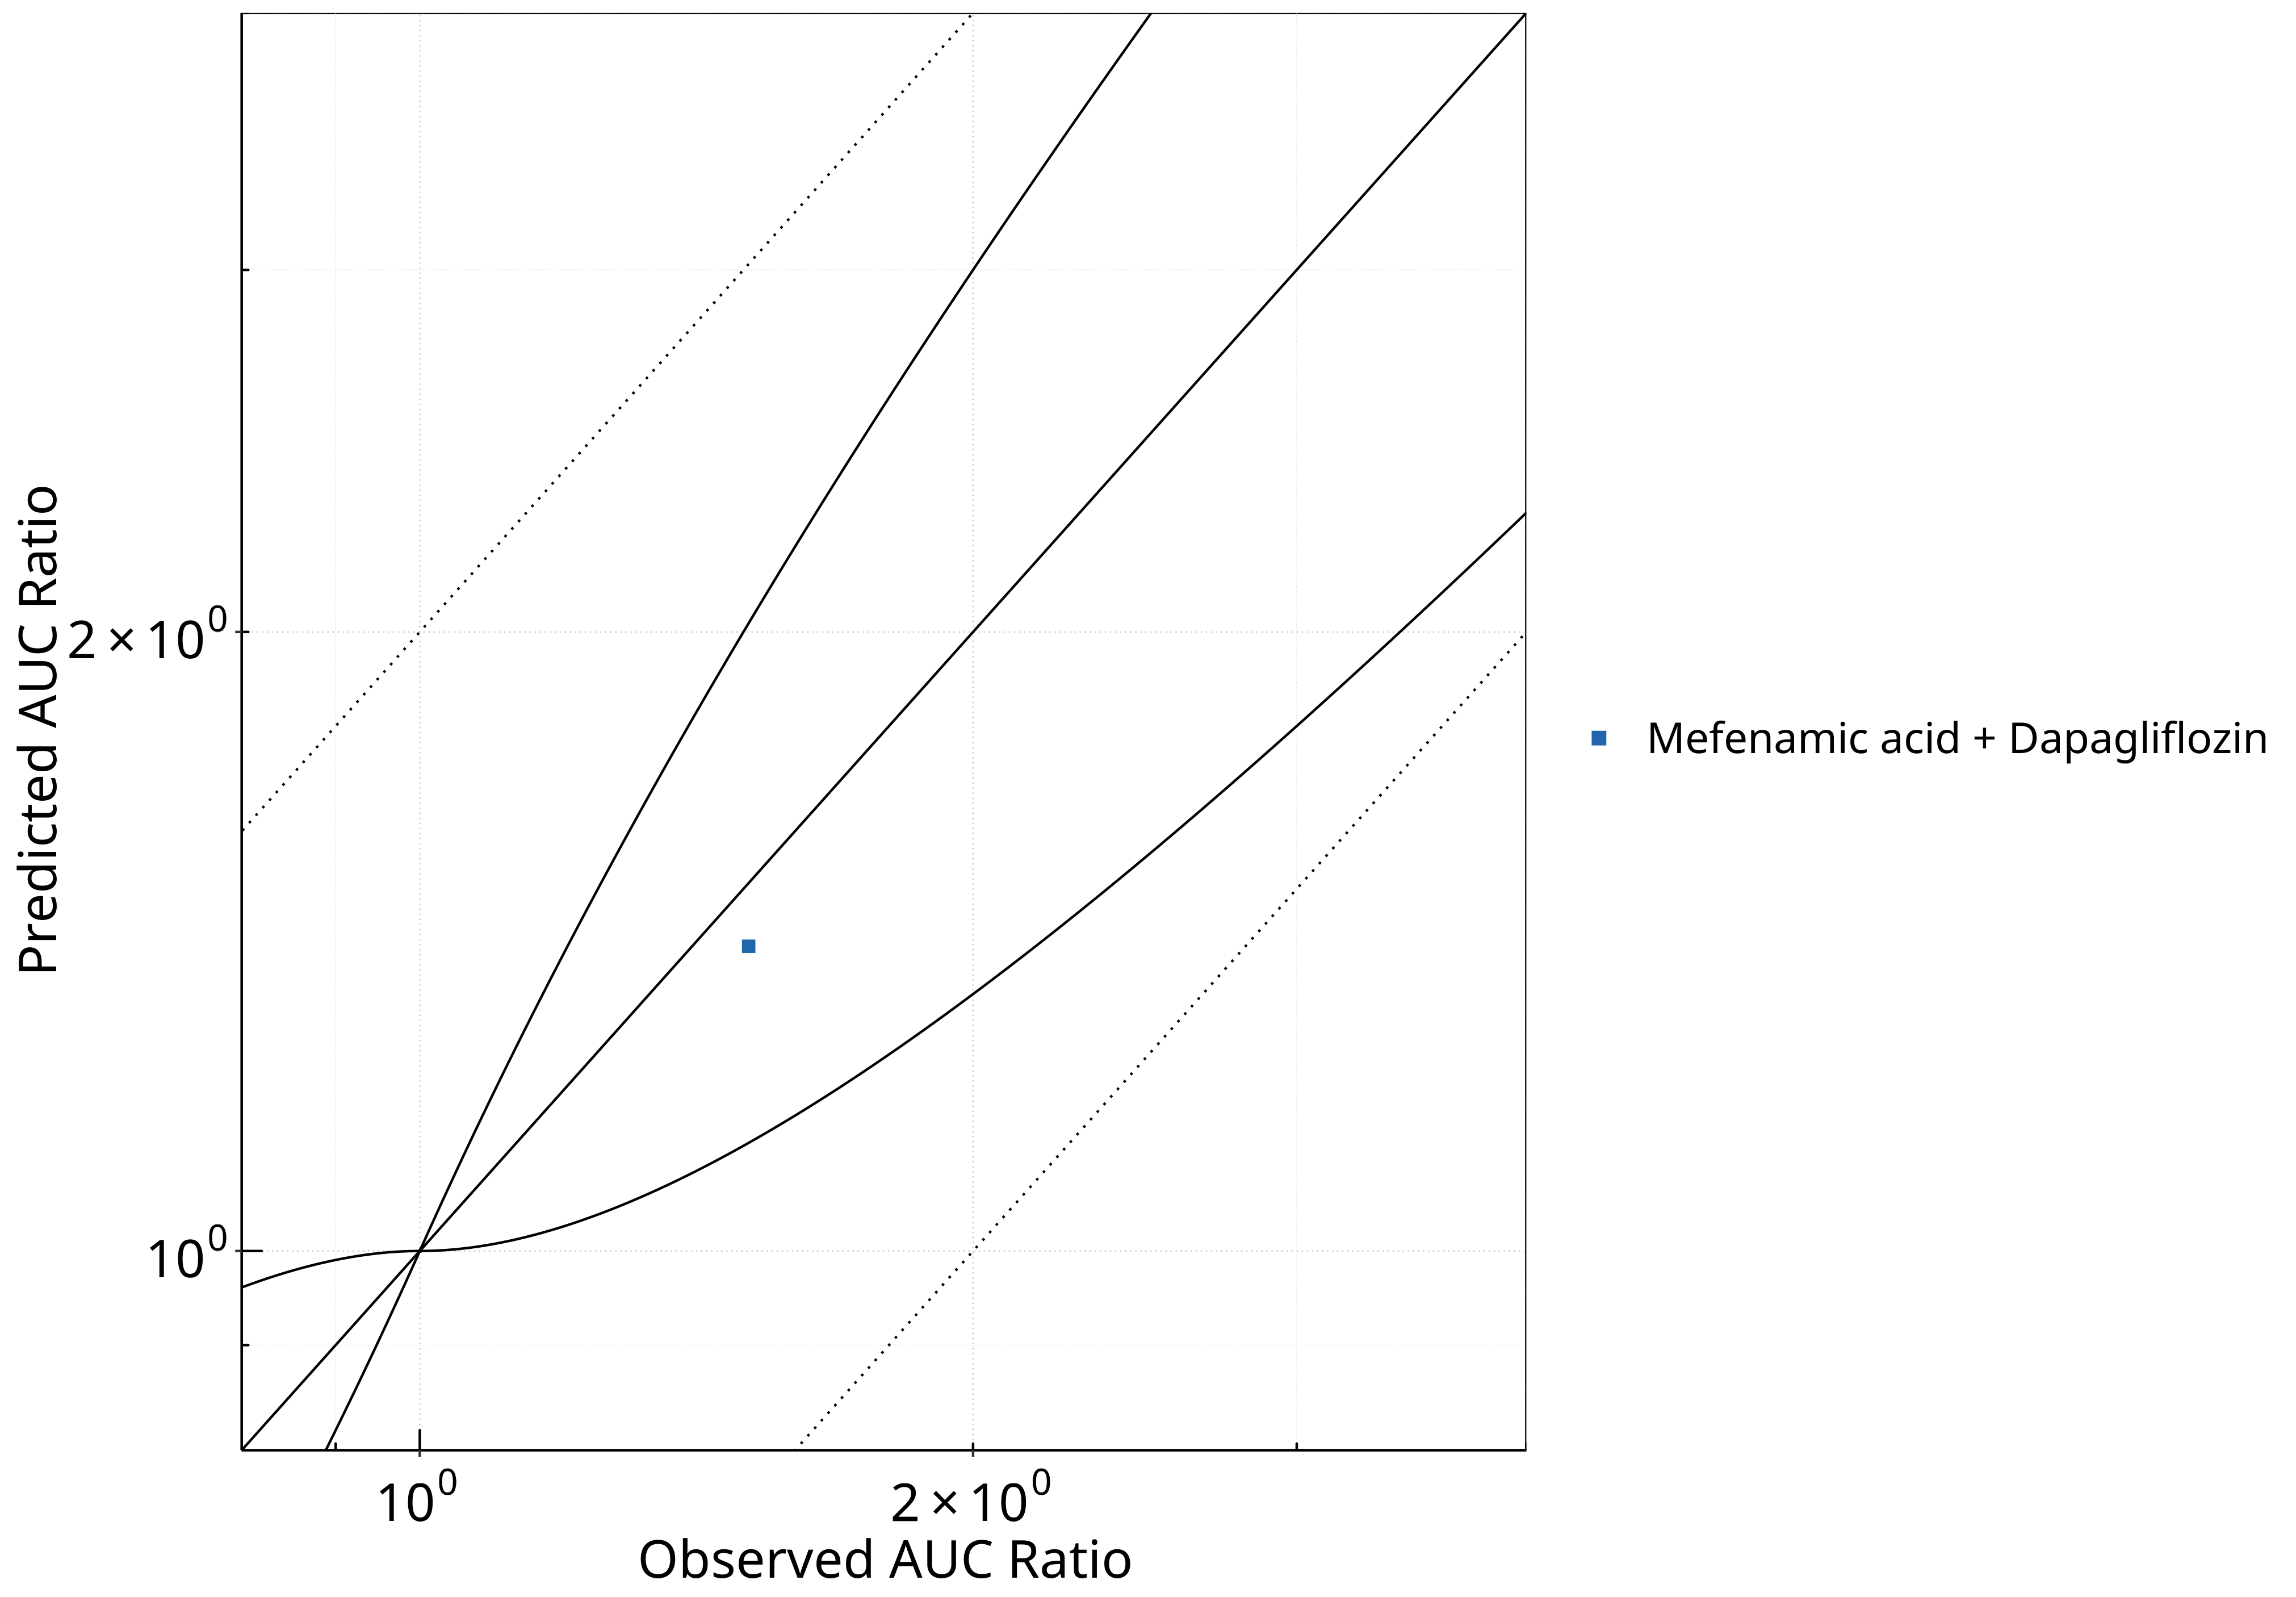 Predicted AUC Ratio
2 × 10⁰
10⁰
10⁰
2 × 10⁰
Observed AUC Ratio
Mefenamic acid + Dapagliflozin